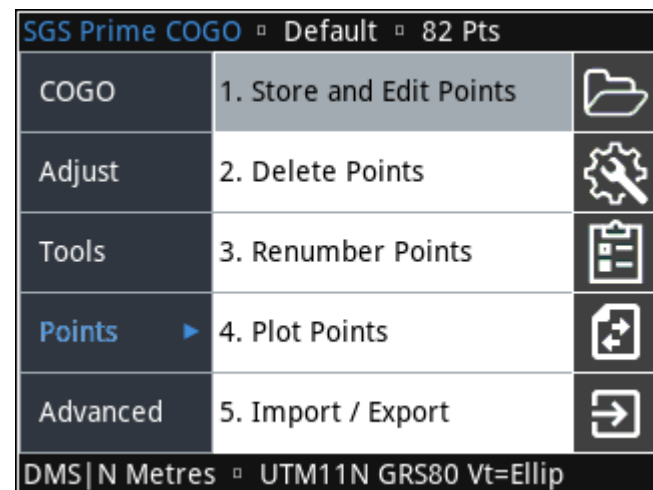 SGS Prime COGO ▫ Default ▫ 82 Pts
COGO
1. Store and Edit Points
Adjust
2. Delete Points
Tools
3. Renumber Points
Points ▶
4. Plot Points
Advanced
5. Import / Export
DMS|N Metres ▫ UTM11N GRS80 Vt=Ellip